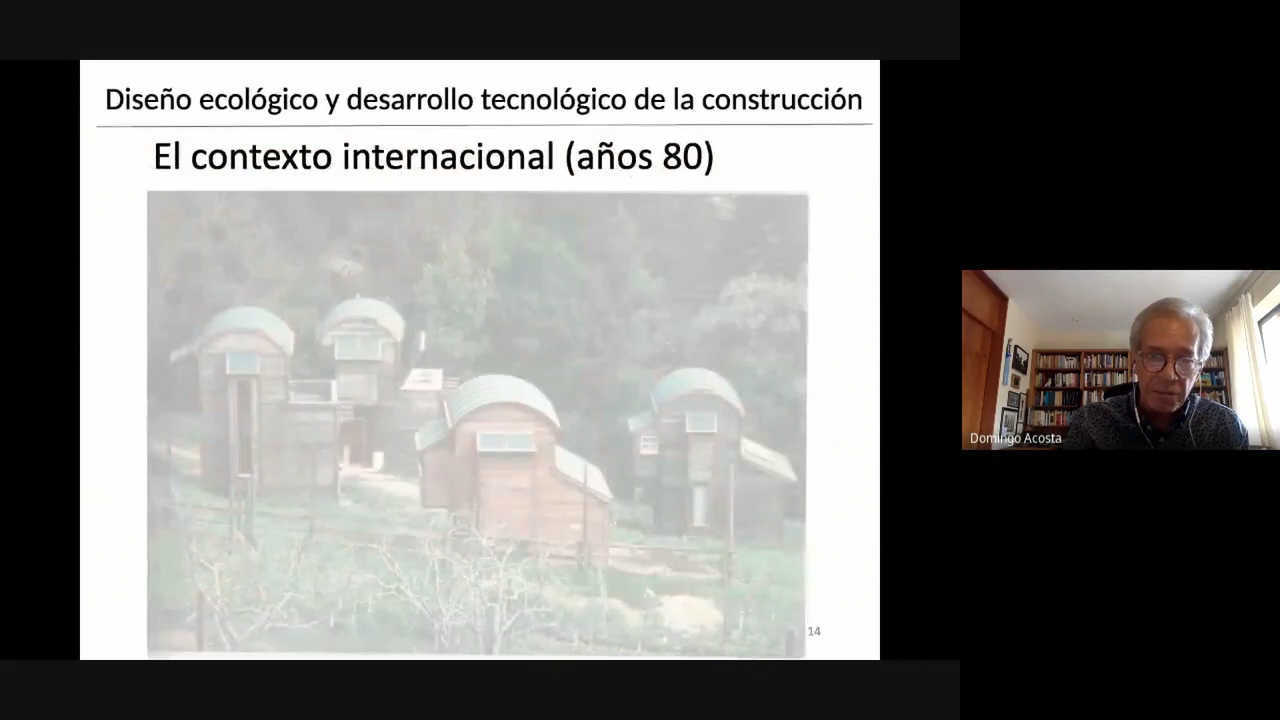 Diseño ecológico y desarrollo tecnológico de la construcción
El contexto internacional (años 80)
14
Domingo Acosta